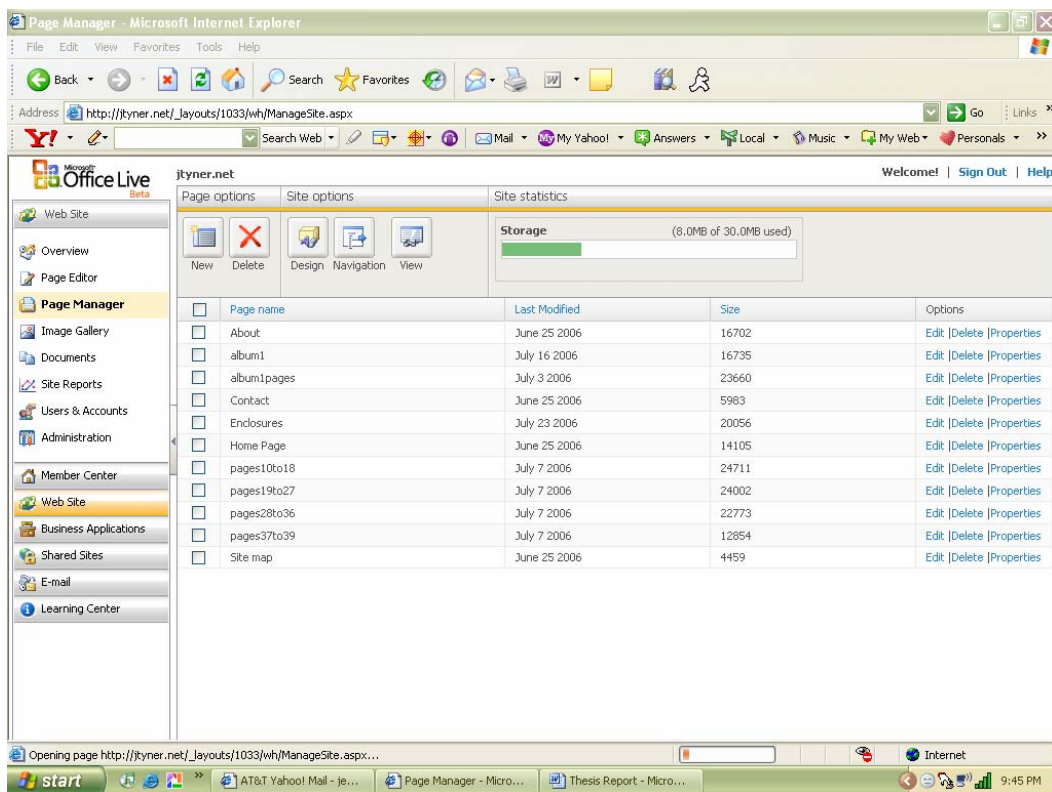 Page Manager - Microsoft Internet Explorer
File Edit View Favorites Tools Help
Back Search Favorites
Address http://jtyner.net/_layouts/1033/wh/ManageSite.aspx Go Links »
Y! Search Web Mail My Yahoo! Answers Local Music My Web Personals »
Microsoft Office Live Beta
jtyner.net Welcome! | Sign Out | Help
Page options Site options Site statistics
Web Site
Overview
Page Editor
Page Manager
Image Gallery
Documents
Site Reports
Users & Accounts
Administration
Member Center
Web Site
Business Applications
Shared Sites
E-mail
Learning Center
New Delete Design Navigation View
Storage (8.0MB of 30.0MB used)
Page name Last Modified Size Options
About June 25 2006 16702 Edit |Delete |Properties
album1 July 16 2006 16735 Edit |Delete |Properties
album1pages July 3 2006 23660 Edit |Delete |Properties
Contact June 25 2006 5983 Edit |Delete |Properties
Enclosures July 23 2006 20056 Edit |Delete |Properties
Home Page June 25 2006 14105 Edit |Delete |Properties
pages10to18 July 7 2006 24711 Edit |Delete |Properties
pages19to27 July 7 2006 24002 Edit |Delete |Properties
pages28to36 July 7 2006 22773 Edit |Delete |Properties
pages37to39 July 7 2006 12854 Edit |Delete |Properties
Site map June 25 2006 4459 Edit |Delete |Properties
Opening page http://jtyner.net/_layouts/1033/wh/ManageSite.aspx... Internet
start » AT&T Yahoo! Mail - je... Page Manager - Micro... Thesis Report - Micro... 9:45 PM